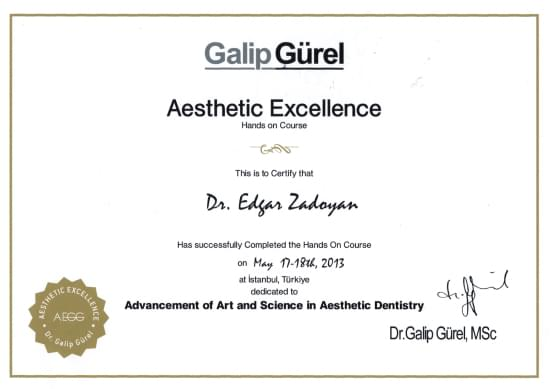 Galip Gürel
Aesthetic Excellence
Hands on Course
This is to Certify that
Dr. Edgar Zadoyan
Has successfully Completed the Hands On Course
on May 17-18th, 2013
at İstanbul, Türkiye
dedicated to
Advancement of Art and Science in Aesthetic Dentistry
Dr.Galip Gürel, MSc
AESTHETIC EXCELLENCE
AEGG
Dr. Galip Gürel